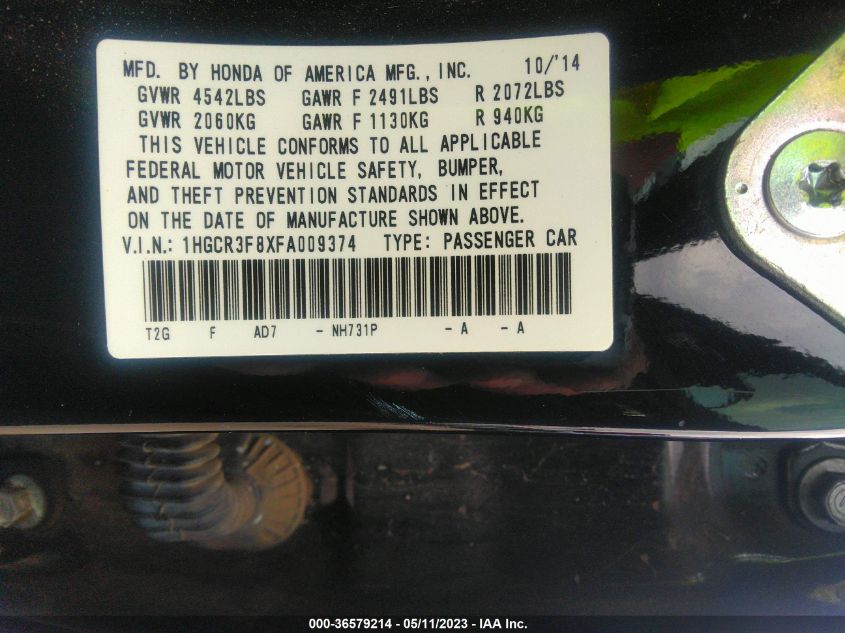 MFD. BY HONDA OF AMERICA MFG., INC. 10/'14
GVWR 4542LBS GAWR F 2491LBS R 2072LBS
GVWR 2060KG GAWR F 1130KG R 940KG
THIS VEHICLE CONFORMS TO ALL APPLICABLE
FEDERAL MOTOR VEHICLE SAFETY, BUMPER,
AND THEFT PREVENTION STANDARDS IN EFFECT
ON THE DATE OF MANUFACTURE SHOWN ABOVE.
V.I.N.: 1HGCR3F8XFA009374 TYPE: PASSENGER CAR
T2G F AD7 - NH731P - A - A
000-36579214 - 05/11/2023 - IAA Inc.